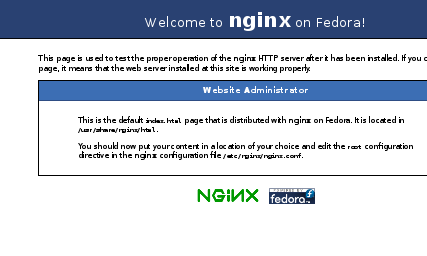 Welcome to nginx on Fedora!
This page is used to test the proper operation of the nginx HTTP server after it has been installed. If you
page, it means that the web server installed at this site is working properly.
Website Administrator
This is the default index.html page that is distributed with nginx on Fedora. It is located in
/usr/share/nginx/html.
You should now put your content in a location of your choice and edit the root configuration
directive in the nginx configuration file /etc/nginx/nginx.conf.
NGINX
POWERED BY
fedora